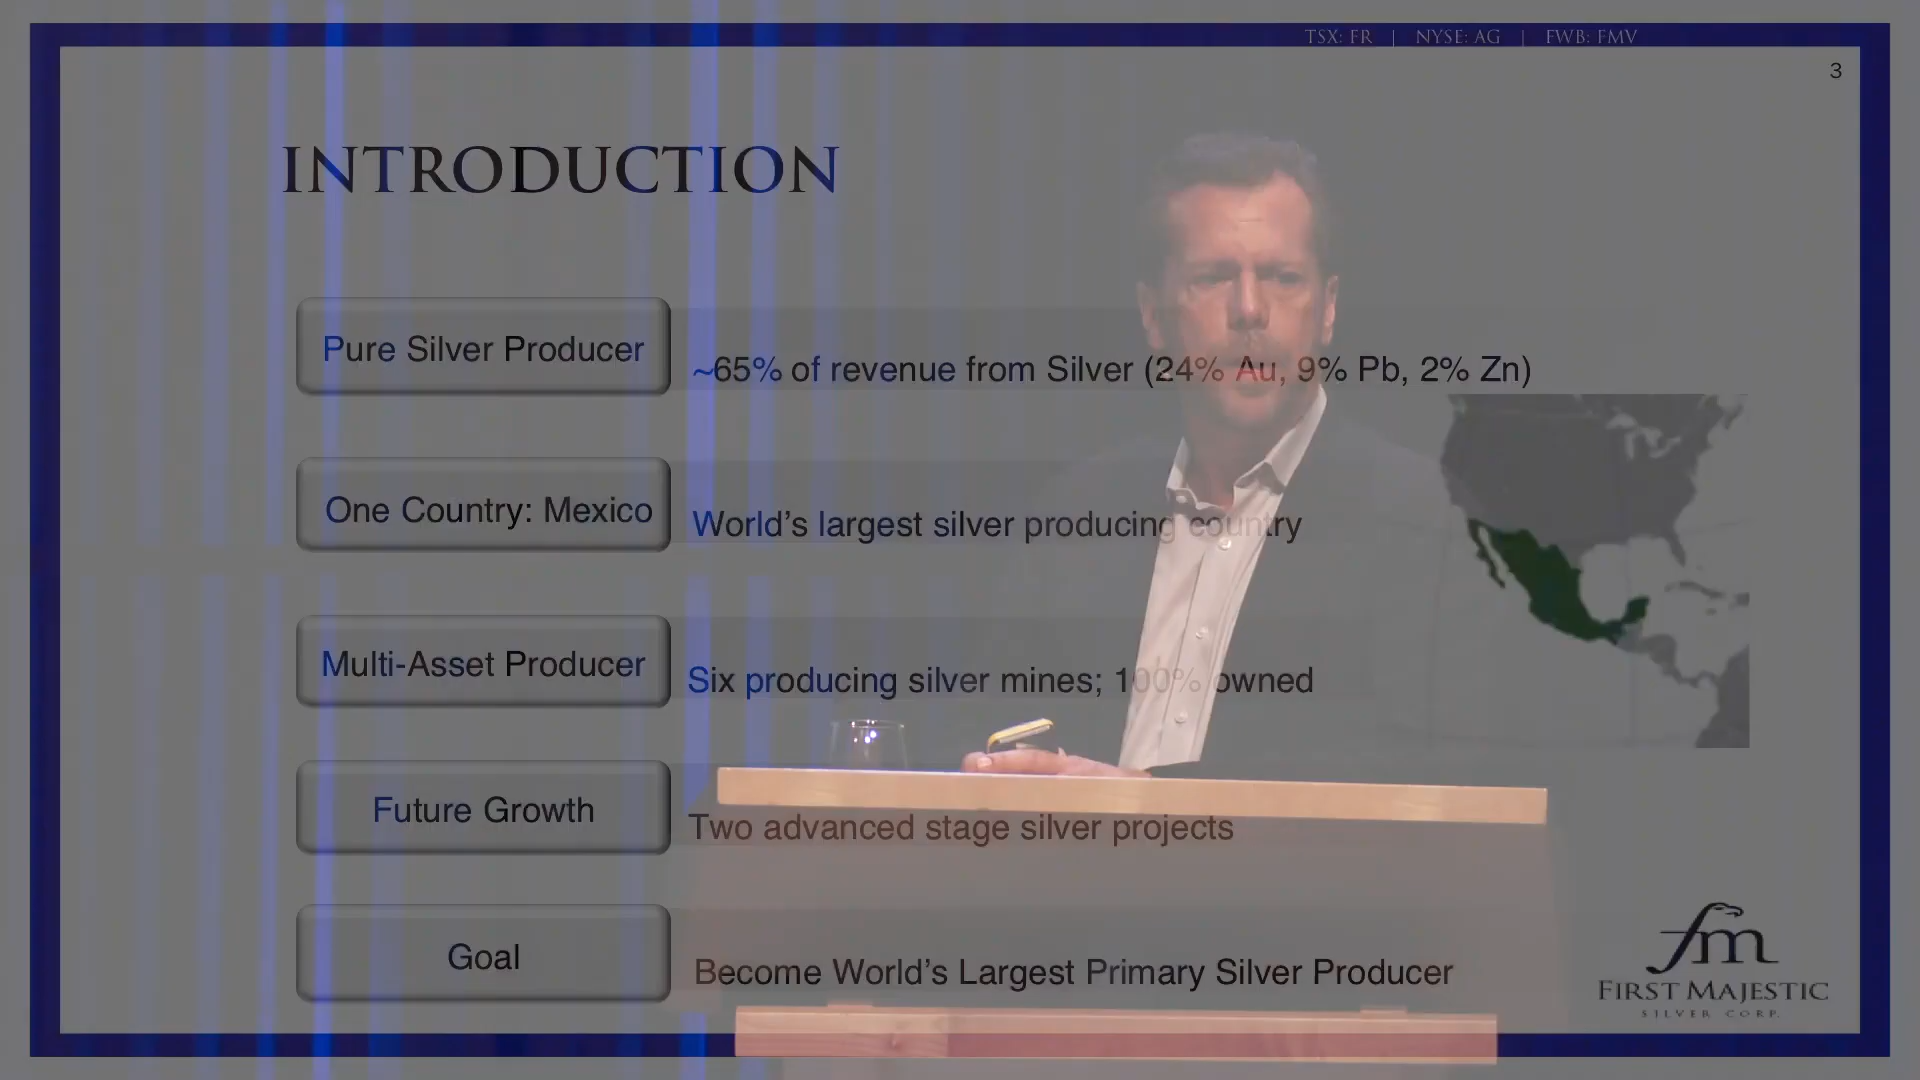 TSX: FR | NYSE: AG | FWB: FMV
3
INTRODUCTION
Pure Silver Producer
~65% of revenue from Silver (24% Au, 9% Pb, 2% Zn)
One Country: Mexico
World’s largest silver producing country
Multi-Asset Producer
Six producing silver mines; 100% owned
Future Growth
Two advanced stage silver projects
Goal
Become World’s Largest Primary Silver Producer
fm
FIRST MAJESTIC
SILVER CORP.